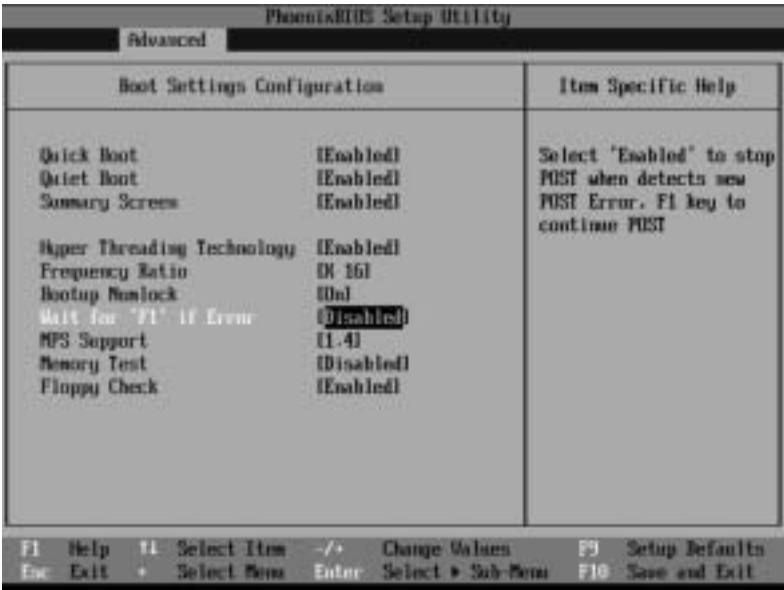 PhoenixBIOS Setup Utility
Advanced
Boot Settings Configuration
Item Specific Help
Quick Boot [Enabled]
Quiet Boot [Enabled]
Summary Screen [Enabled]
Hyper Threading Technology [Enabled]
Frequency Ratio [X 16]
Bootup Numlock [On]
Wait for 'F1' if Error [Disabled]
MPS Support [1.4]
Memory Test [Disabled]
Floppy Check [Enabled]
Select 'Enabled' to stop
POST when detects new
POST Error. F1 key to
continue POST
F1 Help ↑↓ Select Item -/+ Change Values F9 Setup Defaults
Esc Exit Select Menu Enter Select ▶ Sub-Menu F10 Save and Exit